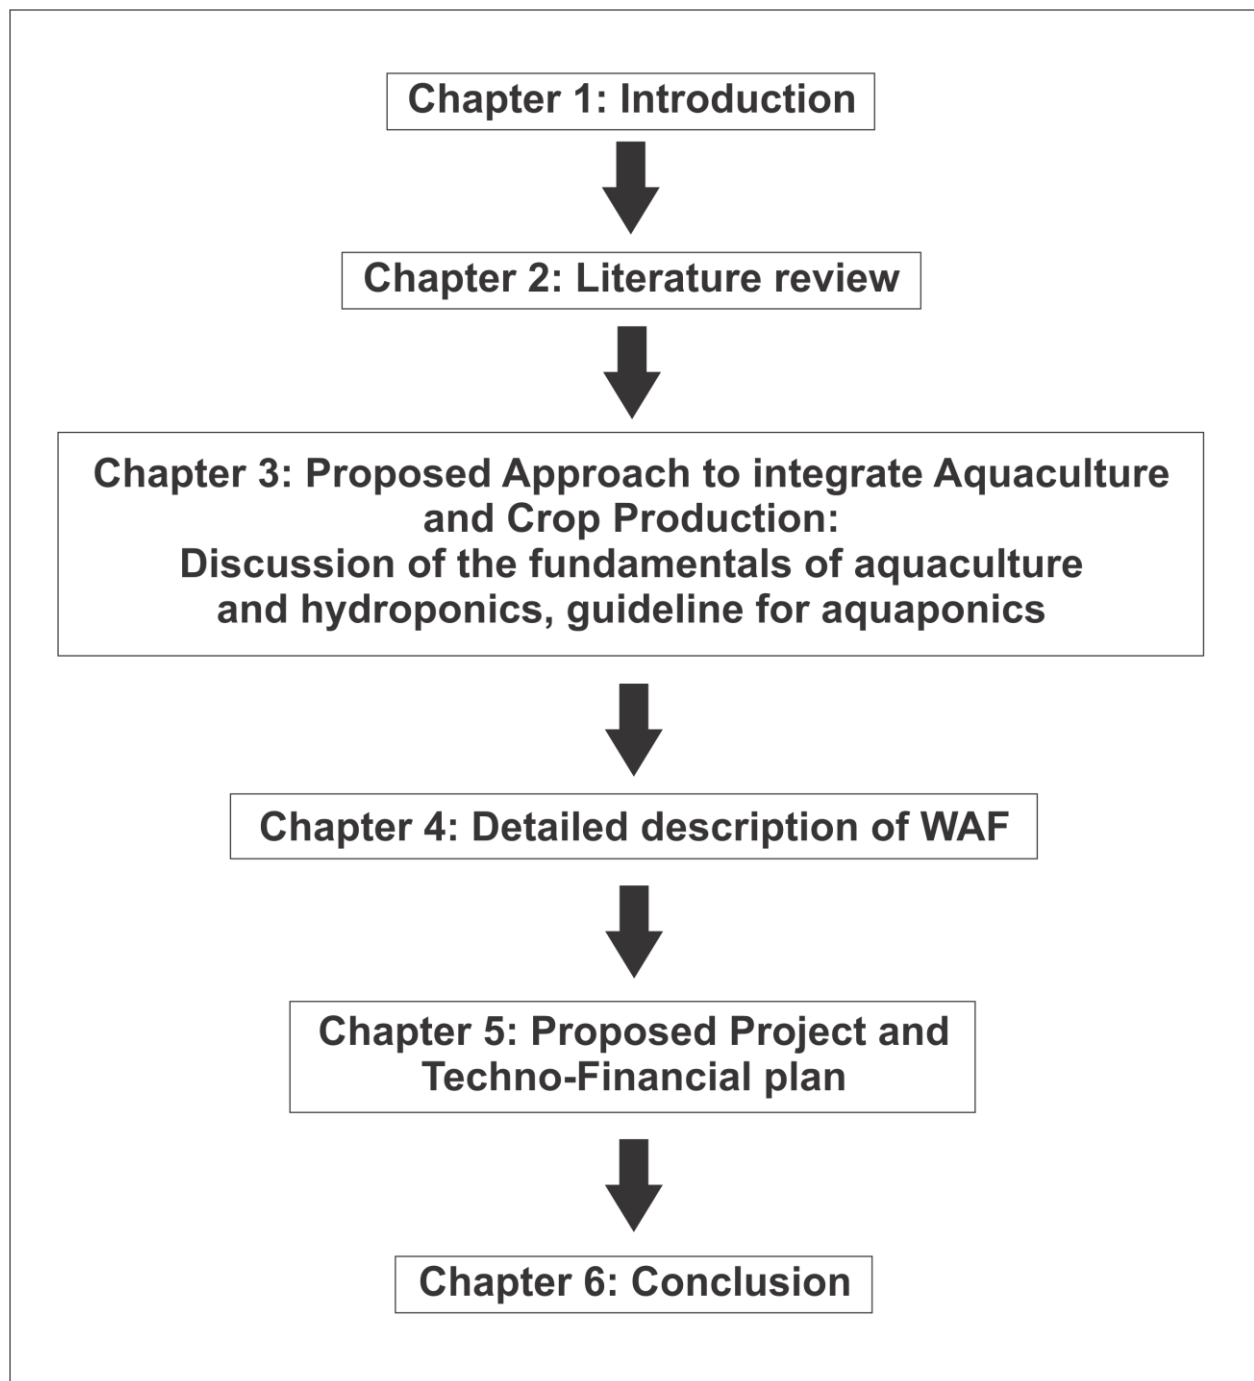 Chapter 1: Introduction
Chapter 2: Literature review
Chapter 3: Proposed Approach to integrate Aquaculture
and Crop Production:
Discussion of the fundamentals of aquaculture
and hydroponics, guideline for aquaponics
Chapter 4: Detailed description of WAF
Chapter 5: Proposed Project and
Techno-Financial plan
Chapter 6: Conclusion